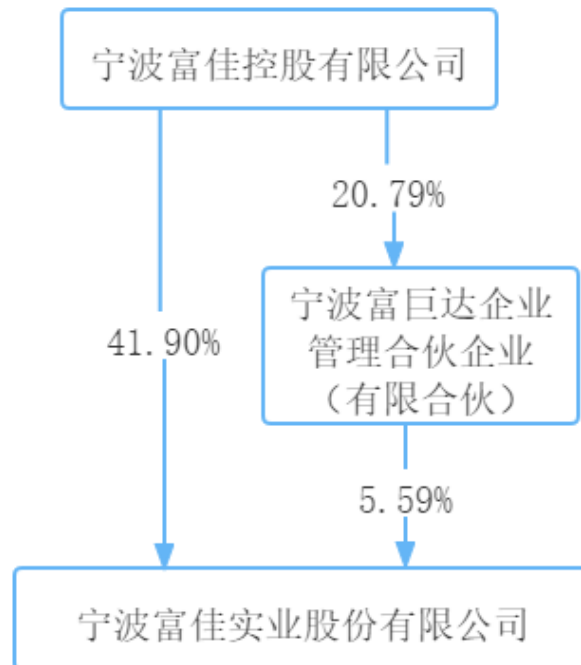 宁波富佳控股有限公司
20.79%
宁波富巨达企业
管理合伙企业
（有限合伙）
41.90%
5.59%
宁波富佳实业股份有限公司